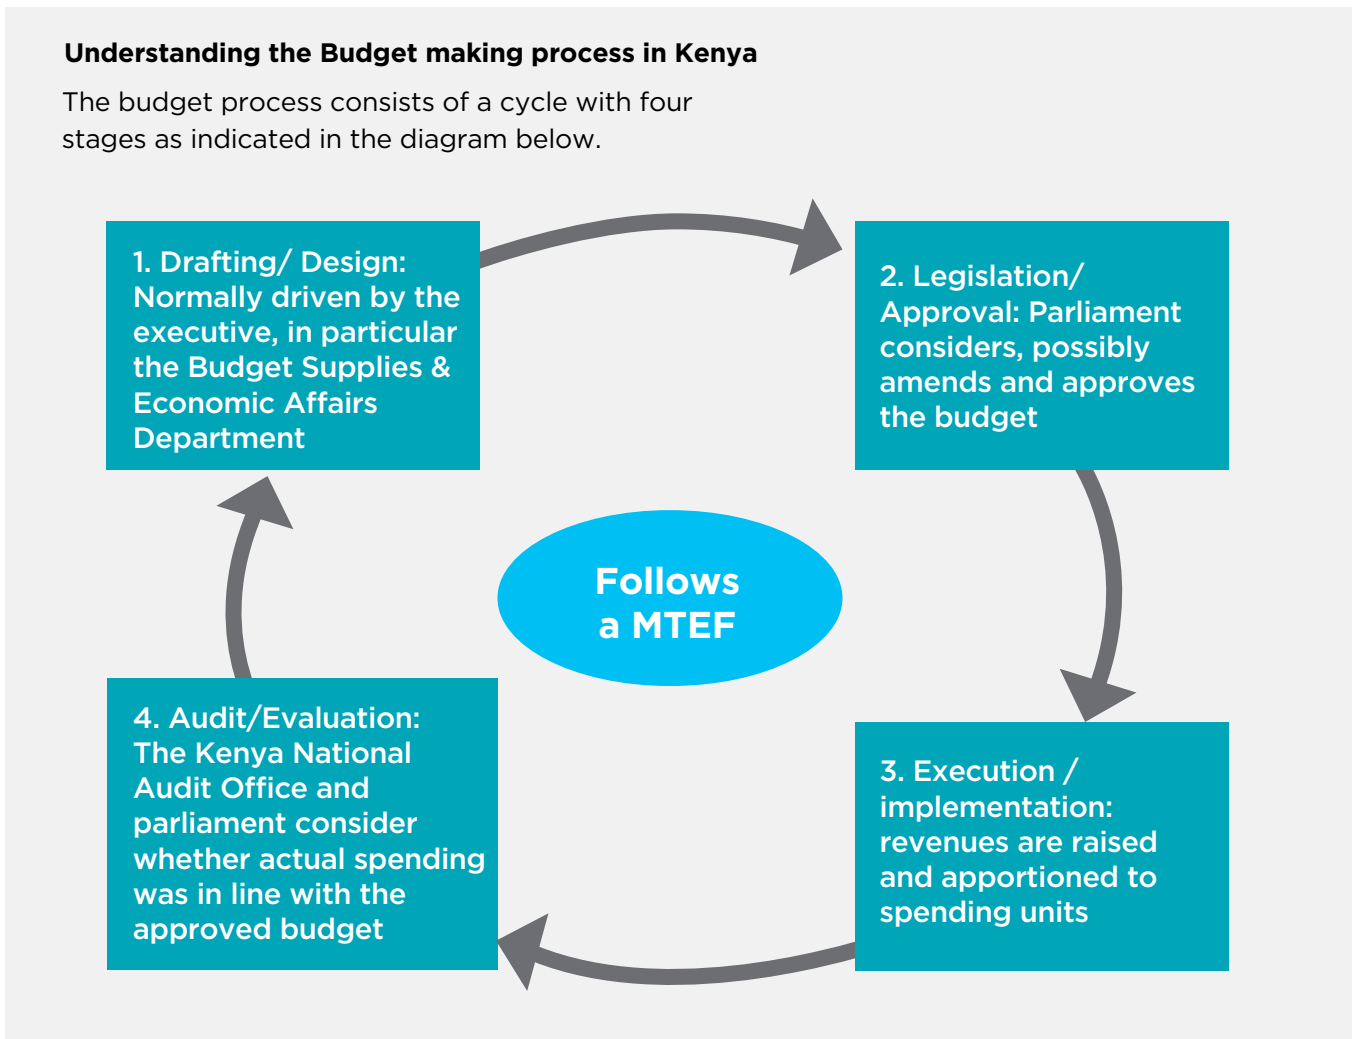 Understanding the Budget making process in Kenya
The budget process consists of a cycle with four
stages as indicated in the diagram below.
1. Drafting/ Design:
Normally driven by the
executive, in particular
the Budget Supplies &
Economic Affairs
Department
2. Legislation/
Approval: Parliament
considers, possibly
amends and approves
the budget
Follows
a MTEF
3. Execution /
implementation:
revenues are raised
and apportioned to
spending units
4. Audit/Evaluation:
The Kenya National
Audit Office and
parliament consider
whether actual spending
was in line with the
approved budget